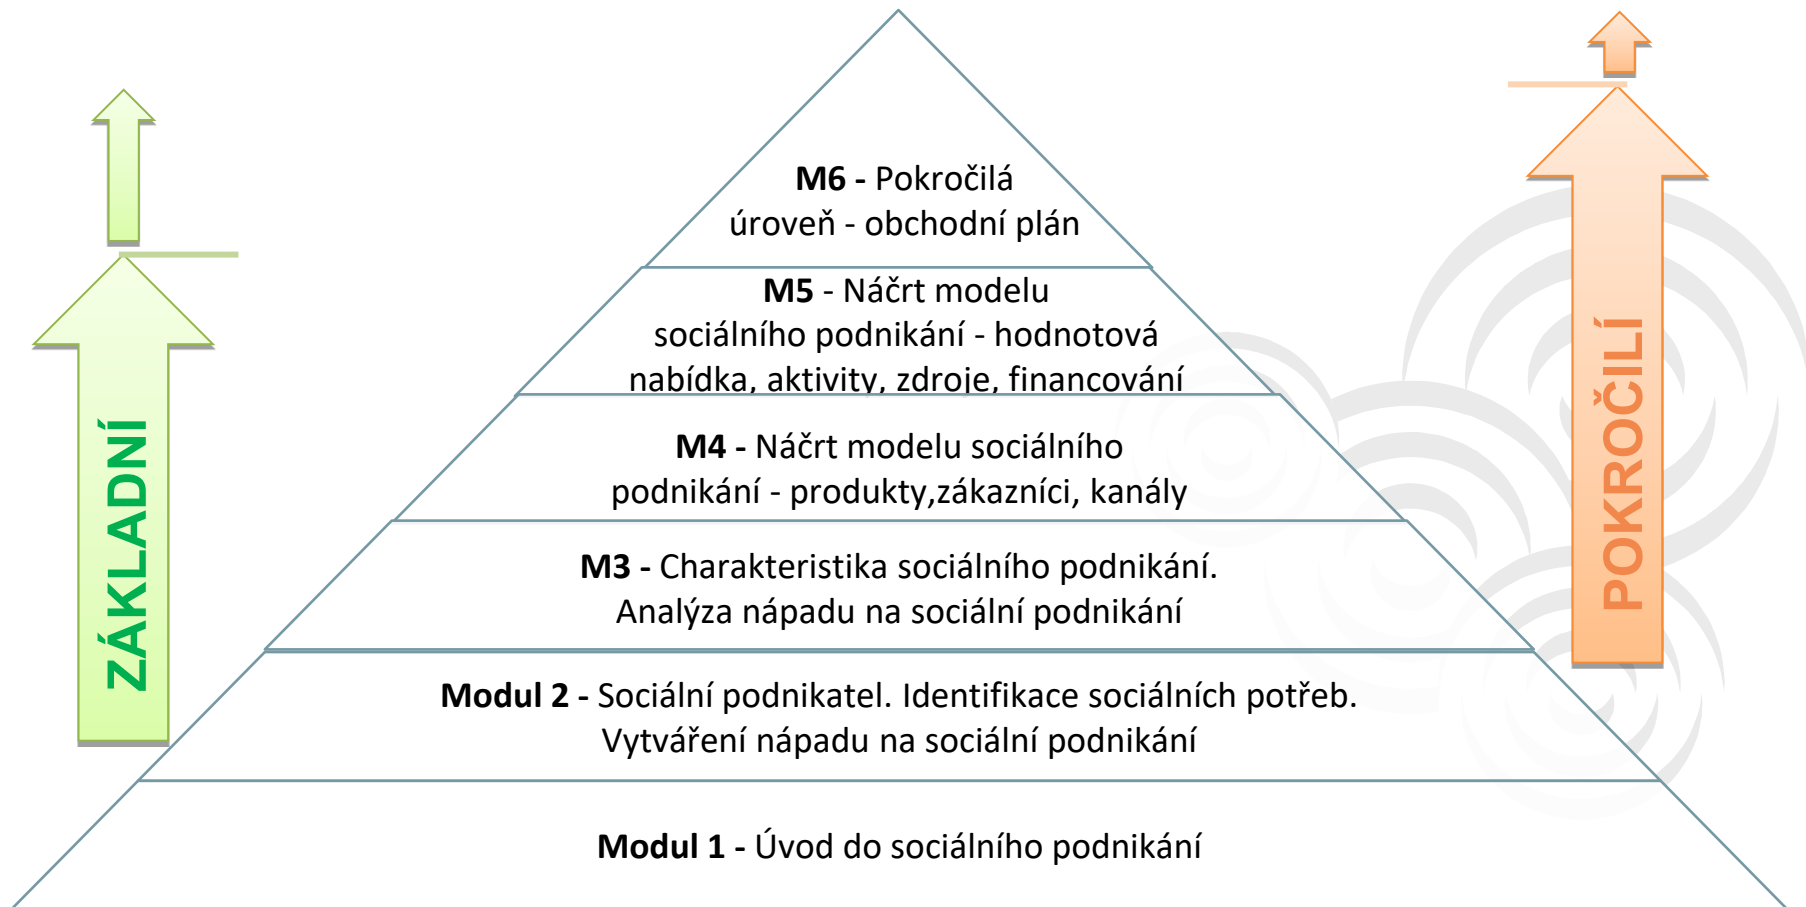 M6 - Pokročilá
úroveň - obchodní plán
M5 - Náčrt modelu
sociálního podnikání - hodnotová
nabídka, aktivity, zdroje, financování
M4 - Náčrt modelu sociálního
podnikání - produkty,zákazníci, kanály
M3 - Charakteristika sociálního podnikání.
Analýza nápadu na sociální podnikání
Modul 2 - Sociální podnikatel. Identifikace sociálních potřeb.
Vytváření nápadu na sociální podnikání
Modul 1 - Úvod do sociálního podnikání
ZÁKLADNÍ
POKROČILÍ